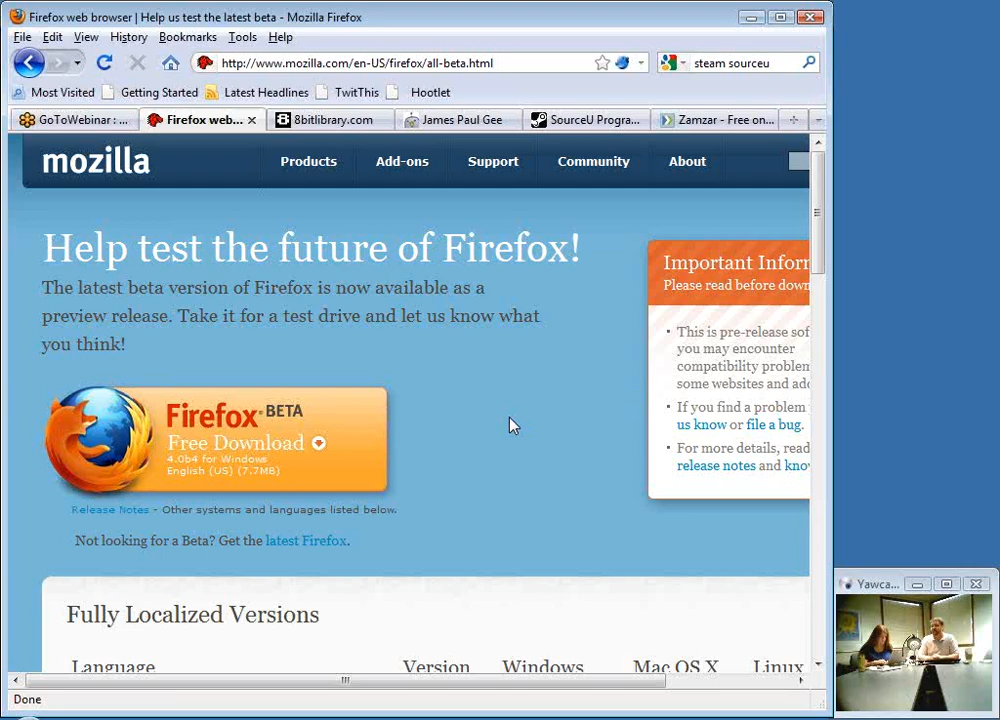 Firefox web browser | Help us test the latest beta - Mozilla Firefox
File Edit View History Bookmarks Tools Help
http://www.mozilla.com/en-US/firefox/all-beta.html
steam sourceu
Most Visited Getting Started Latest Headlines TwitThis Hootlet
GoToWebinar : ... Firefox web... 8bitlibrary.com James Paul Gee SourceU Progra... Zamzar - Free on...
mozilla Products Add-ons Support Community About
Help test the future of Firefox!
The latest beta version of Firefox is now available as a
preview release. Take it for a test drive and let us know what
you think!
Firefox BETA
Free Download
4.0b4 for Windows
English (US) (7.7MB)
Release Notes - Other systems and languages listed below.
Not looking for a Beta? Get the latest Firefox.
Important Infor
Please read before down
• This is pre-release sof
you may encounter
compatibility problem
some websites and add
• If you find a problem
us know or file a bug.
• For more details, read
release notes and kno
Fully Localized Versions
Language Version Windows Mac OS X Linux
Done
Yawca...